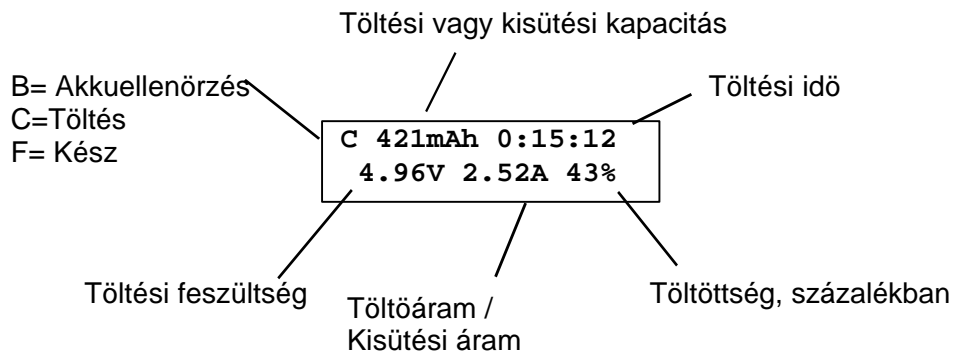 Töltési vagy kisütési kapacitás
B= Akkuellenörzés
C=Töltés
F= Kész
Töltési idö
C 421mAh 0:15:12
4.96V 2.52A 43%
Töltési feszültség
Töltöáram /
Kisütési áram
Töltöttség, százalékban